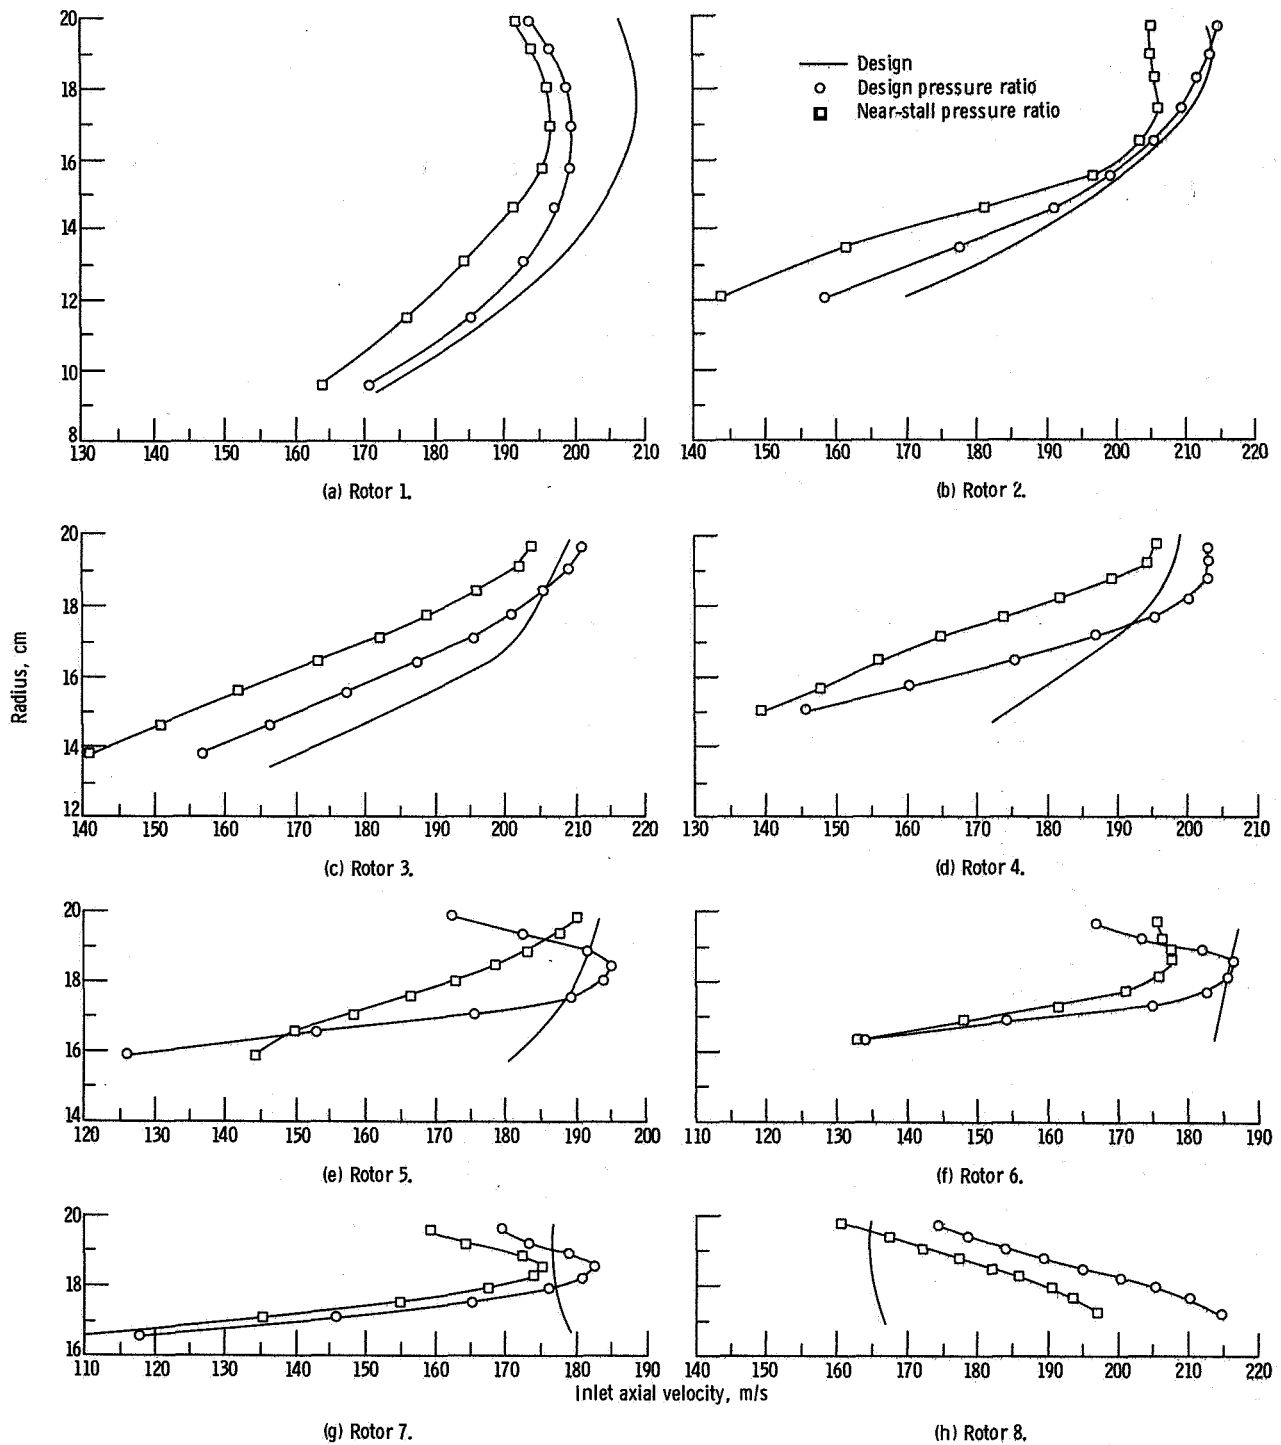 20
18
16
14
12
10
8
130 140 150 160 170 180 190 200 210
(a) Rotor 1.
Design
Design pressure ratio
Near-stall pressure ratio
140 150 160 170 180 190 200 210 220
(b) Rotor 2.
Radius, cm
20
18
16
14
12
140 150 160 170 180 190 200 210 220
(c) Rotor 3.
130 140 150 160 170 180 190 200 210
(d) Rotor 4.
20
18
16
14
120 130 140 150 160 170 180 190 200
(e) Rotor 5.
110 120 130 140 150 160 170 180 190
(f) Rotor 6.
20
18
16
110 120 130 140 150 160 170 180 190
(g) Rotor 7.
140 150 160 170 180 190 200 210 220
(h) Rotor 8.
Inlet axial velocity, m/s